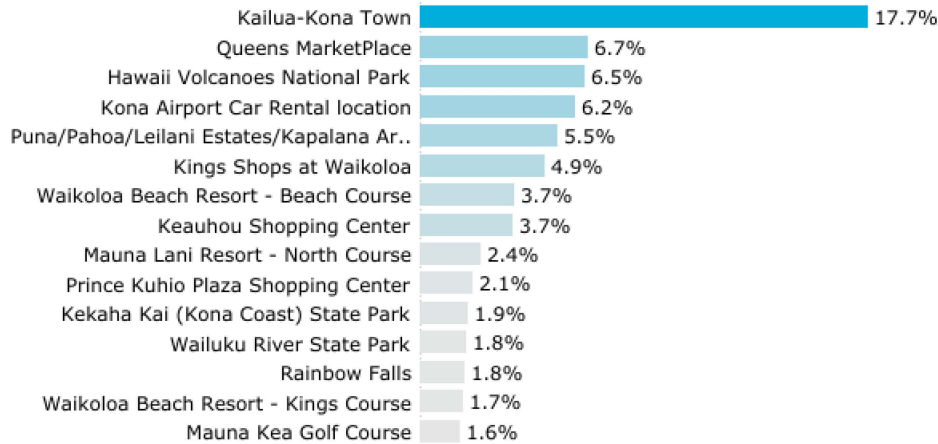 Kailua-Kona Town 17.7%
Queens MarketPlace 6.7%
Hawaii Volcanoes National Park 6.5%
Kona Airport Car Rental location 6.2%
Puna/Pahoa/Leilani Estates/Kapalana Ar.. 5.5%
Kings Shops at Waikoloa 4.9%
Waikoloa Beach Resort - Beach Course 3.7%
Keauhou Shopping Center 3.7%
Mauna Lani Resort - North Course 2.4%
Prince Kuhio Plaza Shopping Center 2.1%
Kekaha Kai (Kona Coast) State Park 1.9%
Wailuku River State Park 1.8%
Rainbow Falls 1.8%
Waikoloa Beach Resort - Kings Course 1.7%
Mauna Kea Golf Course 1.6%